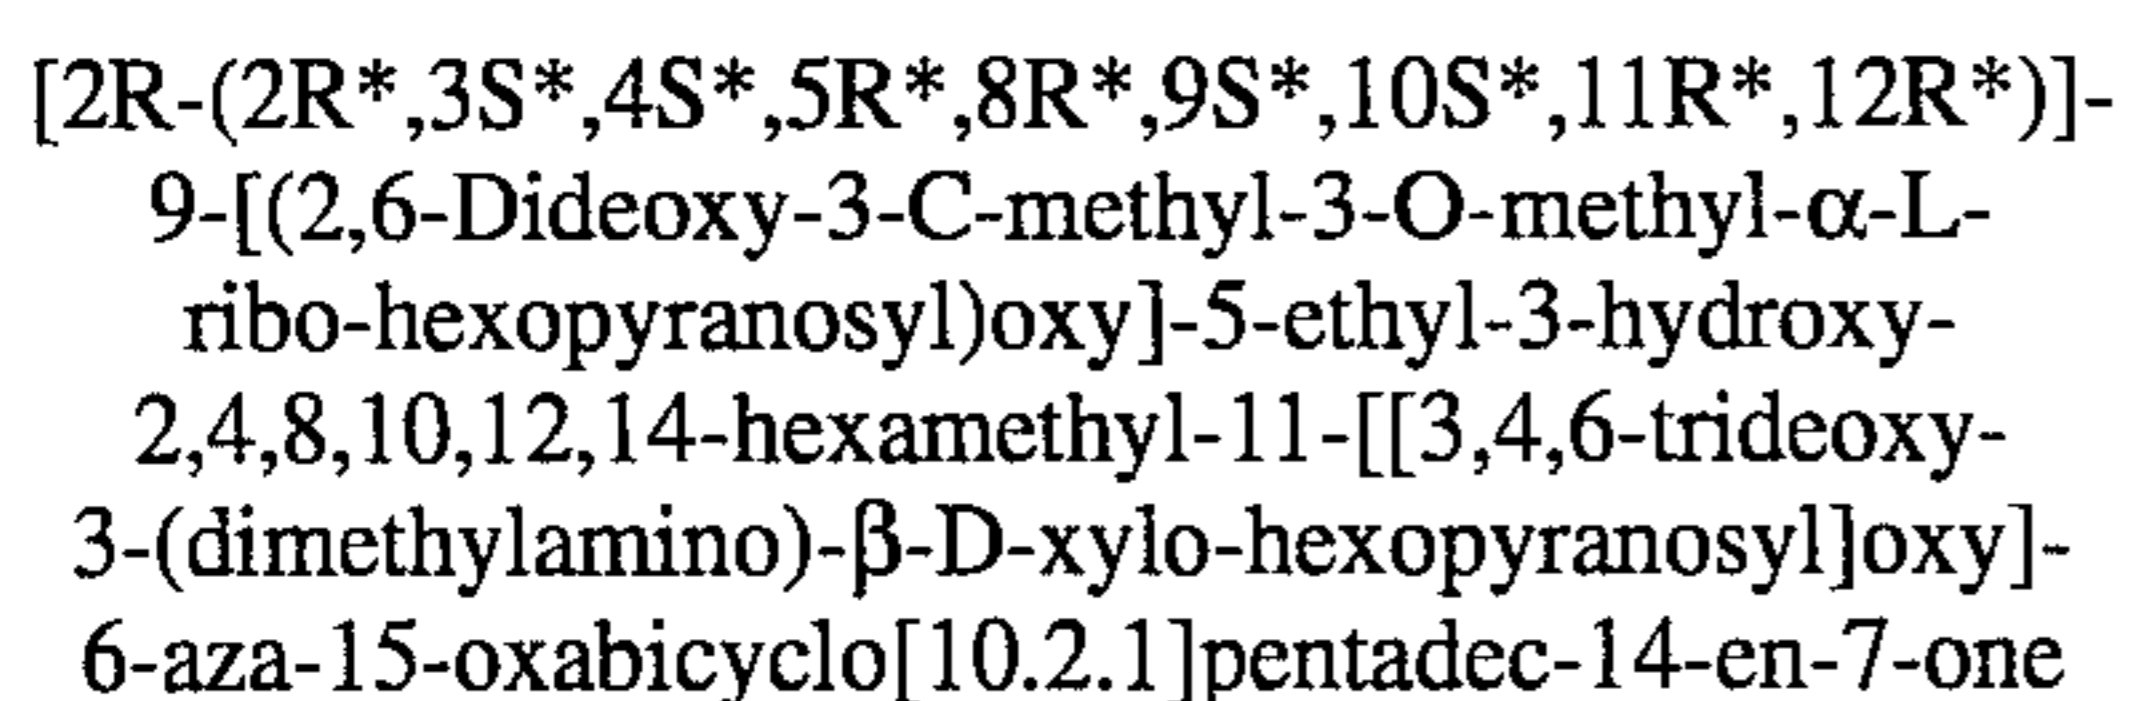 [2R-(2R*,3S*,4S*,5R*,8R*,9S*,10S*,11R*,12R*)]-
9-[(2,6-Dideoxy-3-C-methyl-3-O-methyl-α-L-
ribo-hexopyranosyl)oxy]-5-ethyl-3-hydroxy-
2,4,8,10,12,14-hexamethyl-11-[[3,4,6-trideoxy-
3-(dimethylamino)-β-D-xylo-hexopyranosyl]oxy]-
6-aza-15-oxabicyclo[10.2.1]pentadec-14-en-7-one